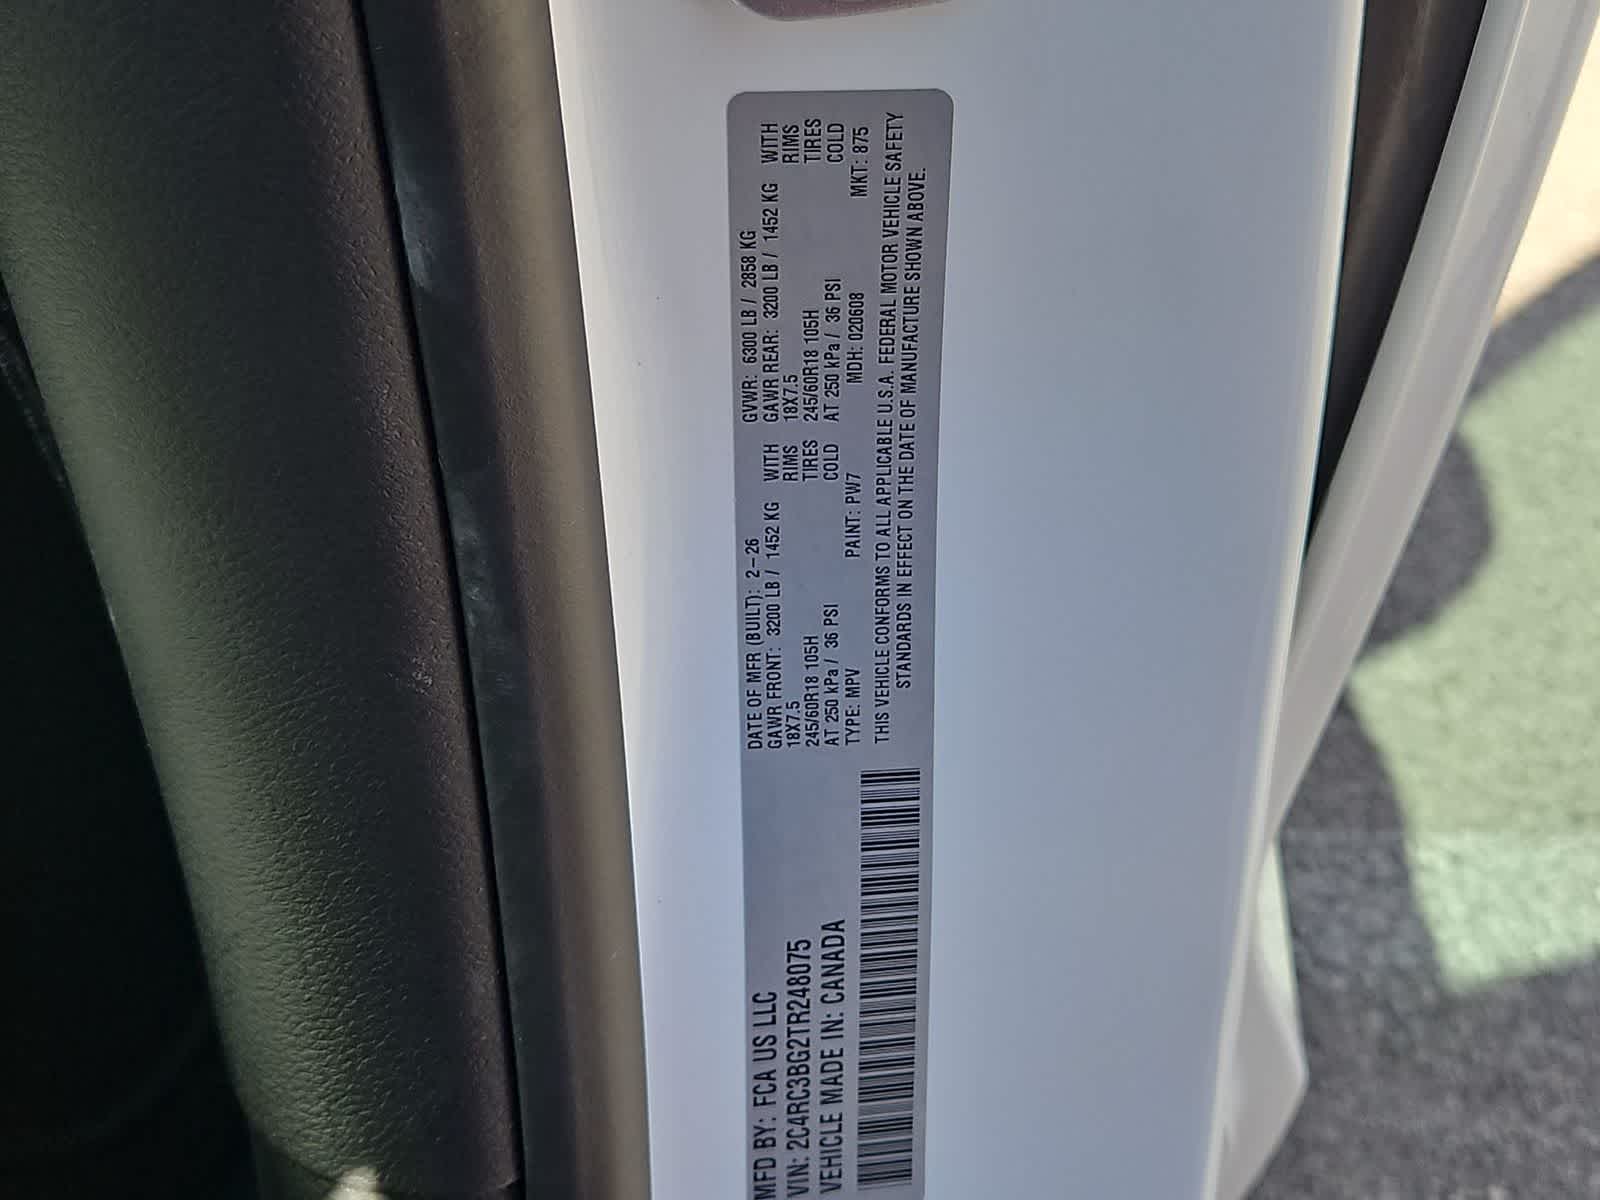 MFD BY: FCA US LLC
VIN: 2C4RC3BG2TR248075
VEHICLE MADE IN: CANADA
DATE OF MFR (BUILT): 2-26 GVWR: 6300 LB / 2858 KG
GAWR FRONT: 3200 LB / 1452 KG WITH GAWR REAR: 3200 LB / 1452 KG WITH
18X7.5 RIMS 18X7.5 RIMS
245/60R18 105H TIRES 245/60R18 105H TIRES
AT 250 kPa / 36 PSI COLD AT 250 kPa / 36 PSI COLD
TYPE: MPV PAINT: PW7 MDH: 020608 MKT: 875
THIS VEHICLE CONFORMS TO ALL APPLICABLE U.S.A. FEDERAL MOTOR VEHICLE SAFETY
STANDARDS IN EFFECT ON THE DATE OF MANUFACTURE SHOWN ABOVE.